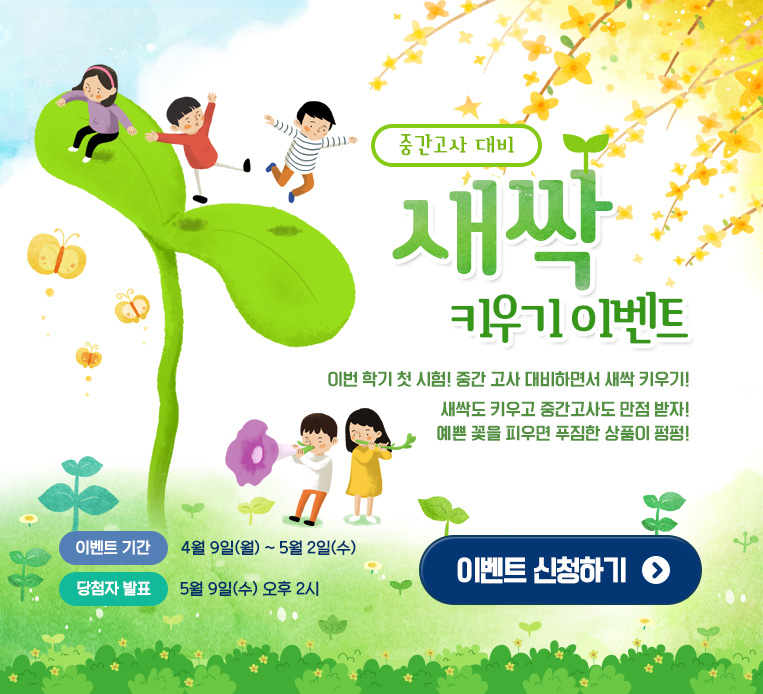 중간고사 대비
새싹
키우기 이벤트
이번 학기 첫 시험! 중간 고사 대비하면서 새싹 키우기!
새싹도 키우고 중간고사도 만점 받자!
예쁜 꽃을 피우면 푸짐한 상품이 펑펑!
이벤트 기간 4월 9일(월) ~ 5월 2일(수)
당첨자 발표 5월 9일(수) 오후 2시
이벤트 신청하기